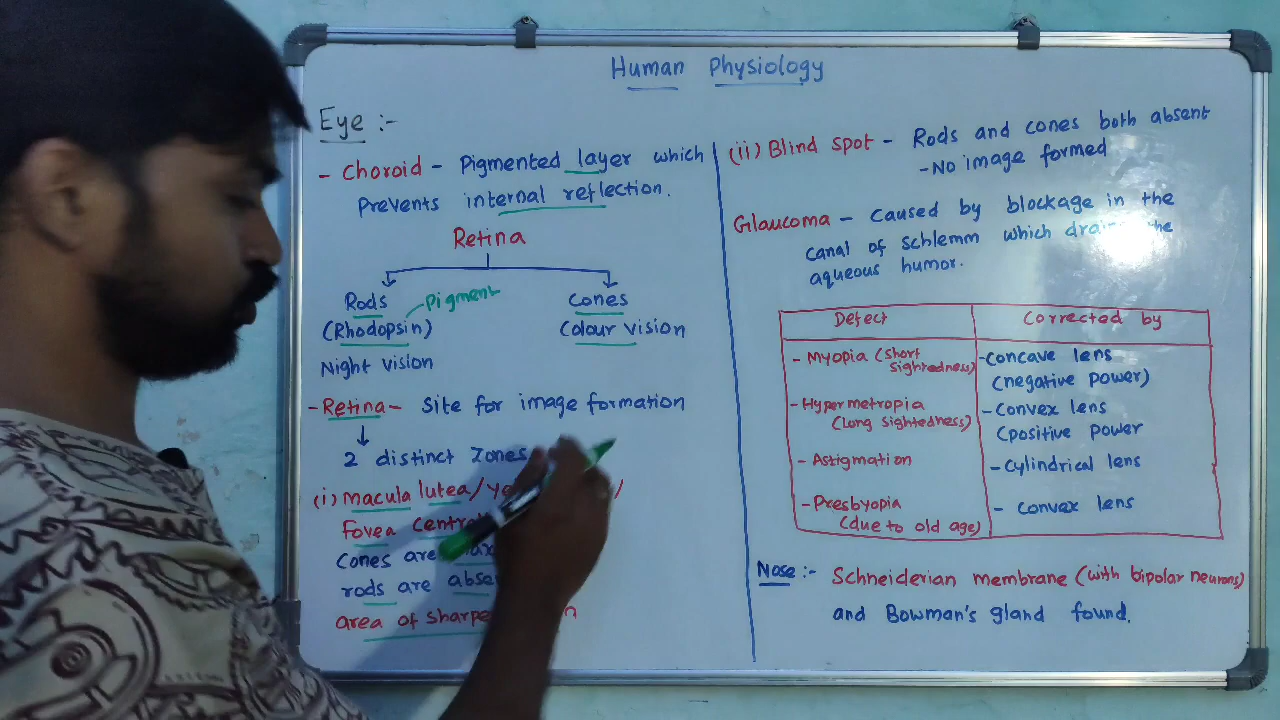 Human Physiology
Eye :-
- Choroid - Pigmented layer which
prevents internal reflection.
Retina
Rods
Pigment
(Rhodopsin)
Night vision
Cones
Colour vision
- Retina - Site for image formation
2 distinct zones
(i) Macula lutea/
Fovea
Cones are
rods are
area of
(ii) Blind spot - Rods and cones both absent
- No image formed
Glaucoma - Caused by blockage in the
canal of schlemm which the
aqueous humor.
Defect
Corrected by
- Myopia (short
sightedness)
- Concave lens
(negative power)
- Hypermetropia
(Long sightedness)
- Convex lens
(positive power
- Astigmation
- Cylindrical lens
- Presbyopia
(due to old age)
- Convex lens
Nose :- Schneiderian membrane (with bipolar neurons)
and Bowman's gland found.